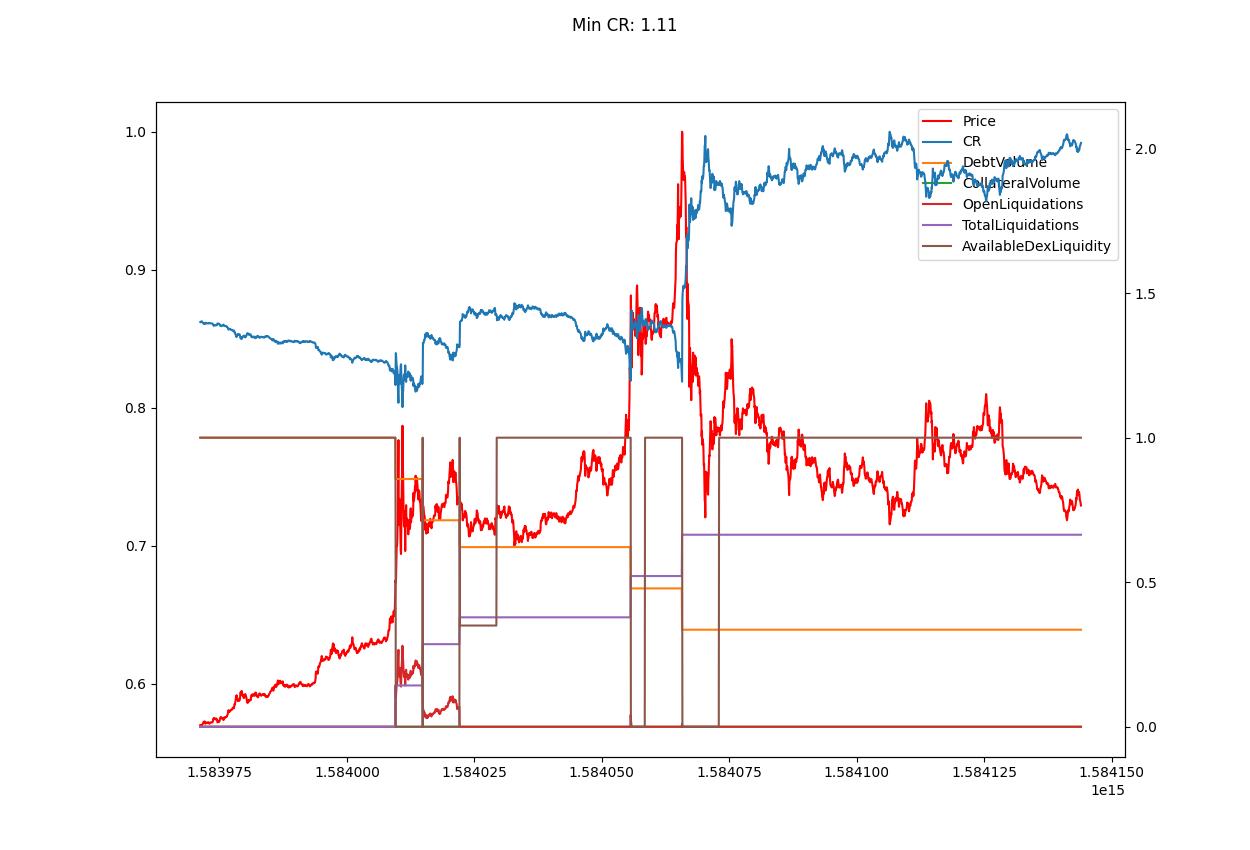 Min CR: 1.11
1.0
0.9
0.8
0.7
0.6
2.0
1.5
1.0
0.5
0.0
Price
CR
DebtVolume
CollateralVolume
OpenLiquidations
TotalLiquidations
AvailableDexLiquidity
1.583975 1.584000 1.584025 1.584050 1.584075 1.584100 1.584125 1.584150
1e15